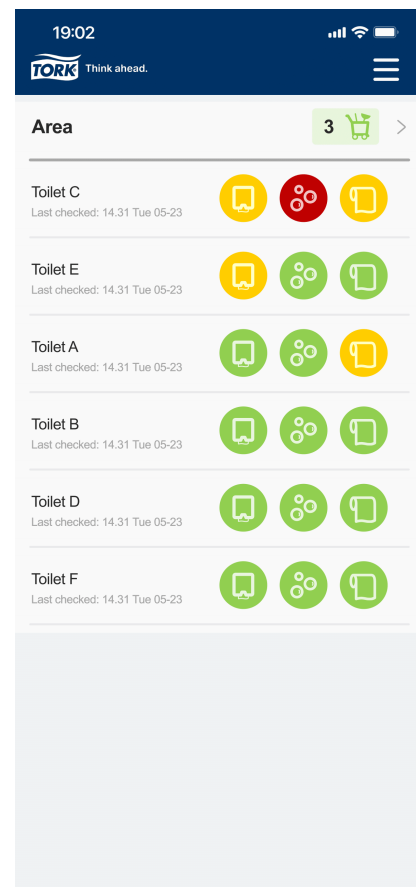 19:02
TORK Think ahead.
Area 3
Toilet C
Last checked: 14.31 Tue 05-23
Toilet E
Last checked: 14.31 Tue 05-23
Toilet A
Last checked: 14.31 Tue 05-23
Toilet B
Last checked: 14.31 Tue 05-23
Toilet D
Last checked: 14.31 Tue 05-23
Toilet F
Last checked: 14.31 Tue 05-23